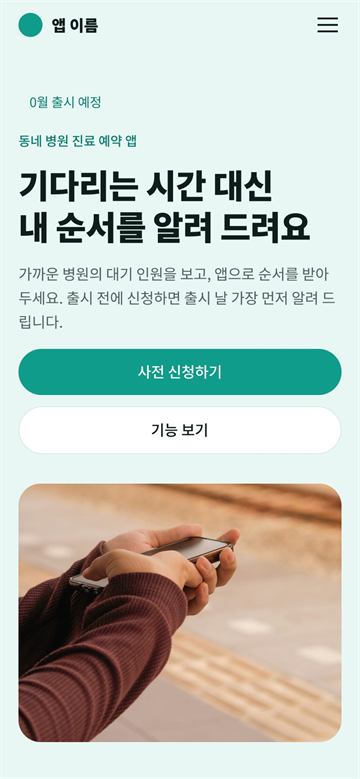 앱 이름
0월 출시 예정
동네 병원 진료 예약 앱
기다리는 시간 대신
내 순서를 알려 드려요
가까운 병원의 대기 인원을 보고, 앱으로 순서를 받아
두세요. 출시 전에 신청하면 출시 날 가장 먼저 알려 드
립니다.
사전 신청하기
기능 보기